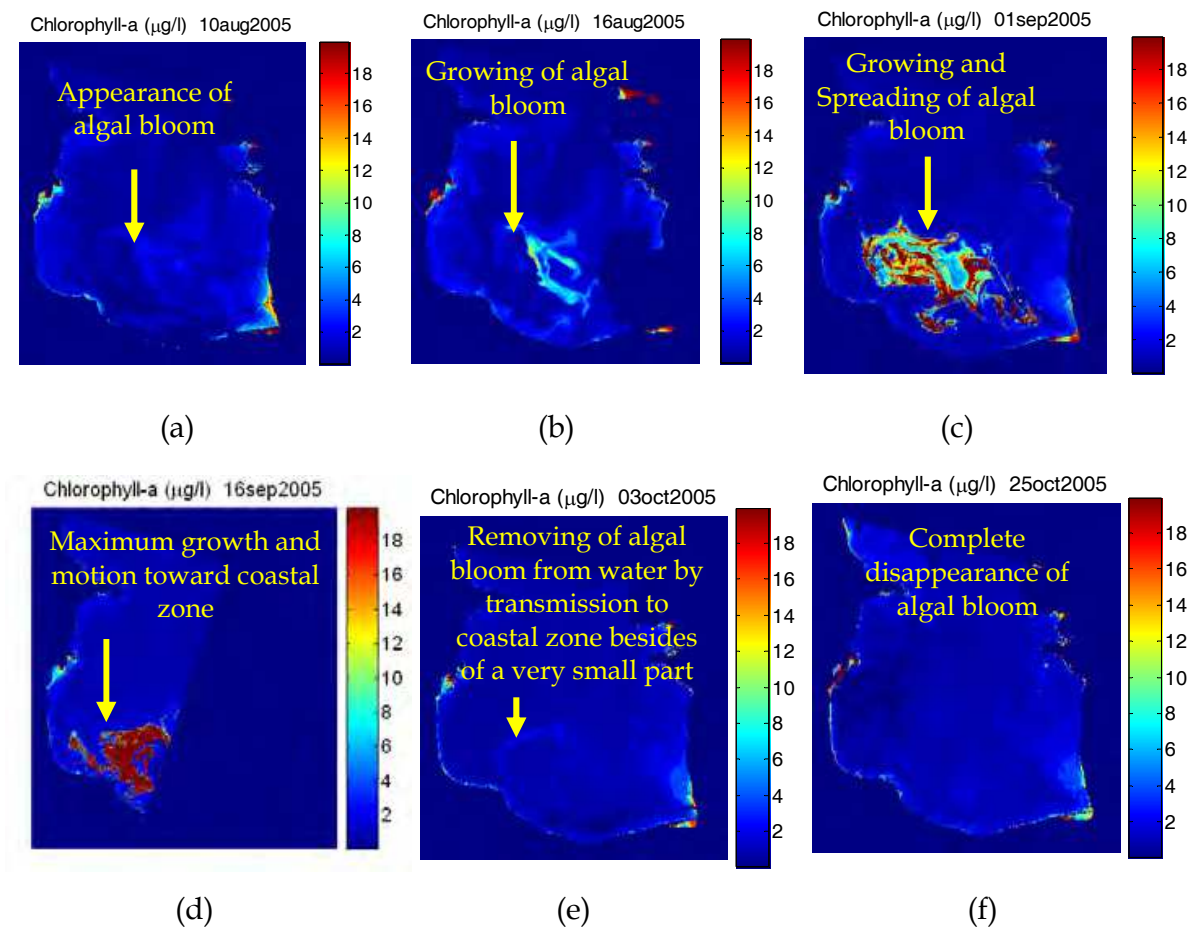 Chlorophyll-a (μg/l) 10aug2005
Appearance of
algal bloom
18
16
14
12
10
8
6
4
2
(a)
Chlorophyll-a (μg/l) 16aug2005
Growing of algal
bloom
18
16
14
12
10
8
6
4
2
(b)
Chlorophyll-a (μg/l) 01sep2005
Growing and
Spreading of algal
bloom
18
16
14
12
10
8
6
4
2
(c)
Chlorophyll-a (μg/l) 16sep2005
Maximum growth and
motion toward coastal
zone
18
16
14
12
10
8
6
4
2
(d)
Chlorophyll-a (μg/l) 03oct2005
Removing of algal
bloom from water by
transmission to
coastal zone besides
of a very small part
18
16
14
12
10
8
6
4
2
(e)
Chlorophyll-a (μg/l) 25oct2005
Complete
disappearance of
algal bloom
18
16
14
12
10
8
6
4
2
(f)